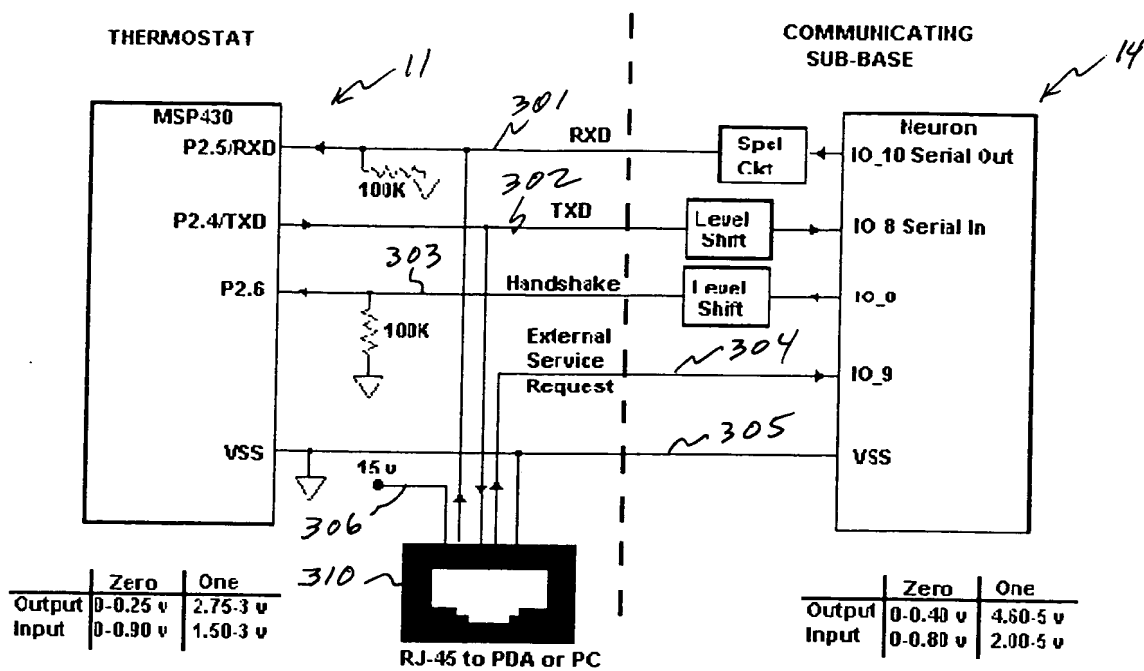 THERMOSTAT
COMMUNICATING
SUB-BASE
11
14
MSP430
Neuron
301
P2.5/RXD
RXD
Spcl
Ckt
IO_10 Serial Out
100K
302
P2.4/TXD
TXD
Level
Shift
IO_8 Serial In
303
P2.6
Handshake
Level
Shift
IO_0
100K
External
Service
Request
304
IO_9
305
VSS
VSS
15 v
306
310
Zero One
Output 0-0.25 v 2.75-3 v
Input 0-0.90 v 1.50-3 v
RJ-45 to PDA or PC
Zero One
Output 0-0.40 v 4.60-5 v
Input 0-0.80 v 2.00-5 v